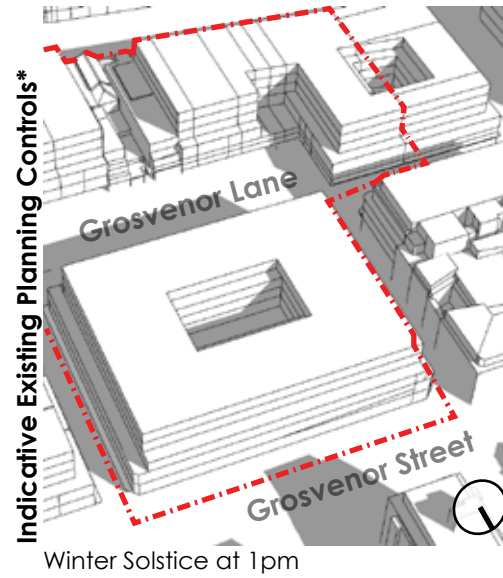 Indicative Existing Planning Controls*
Grosvenor Lane
Grosvenor Street
Winter Solstice at 1pm